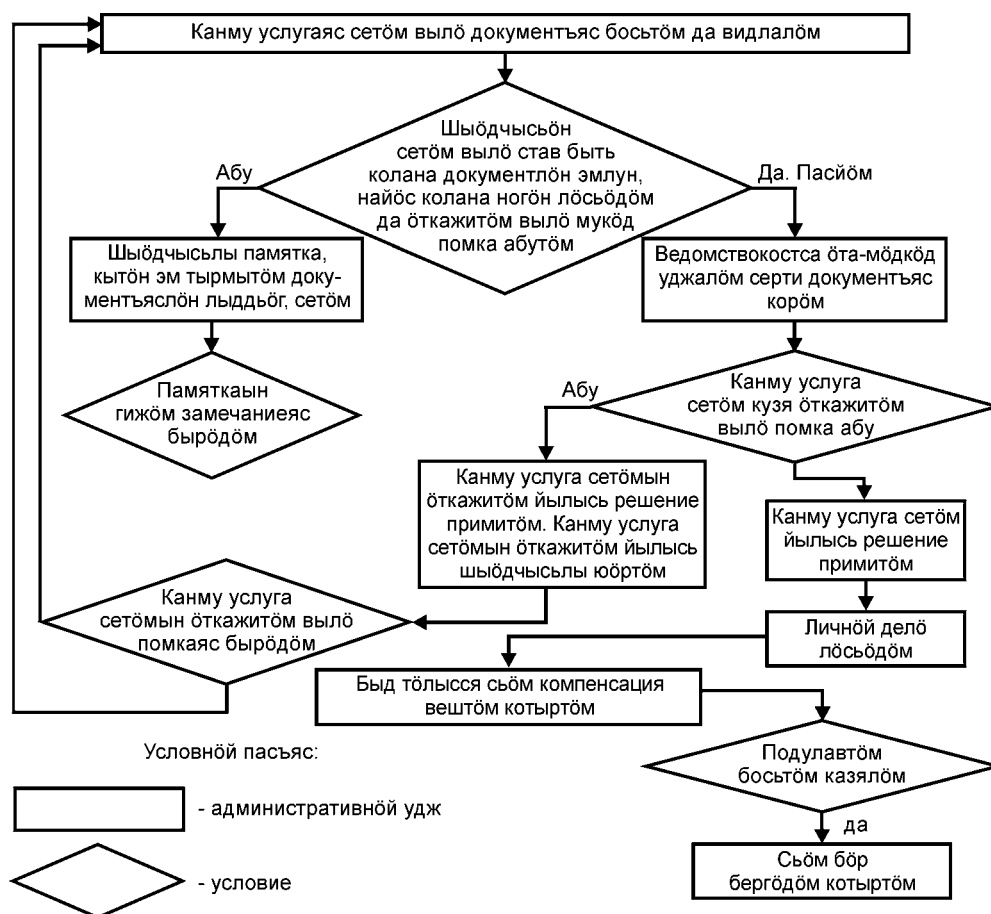 Канму услугаяс сетӧм вылӧ документъяс босьтӧм да видлалӧм
Шыӧдчысьӧн
сетӧм вылӧ став быть
колана документлӧн эмлун,
найӧс колана ногӧн лӧсьӧдӧм
да ӧткажитӧм вылӧ мукӧд
помка абутӧм
Абу
Да. Пасйӧм
Шыӧдчысьлы памятка,
кытӧн эм тырмытӧм доку-
ментъяслӧн лыддьӧг, сетӧм
Ведомствокостса ӧта-мӧдкӧд
уджалӧм серти документъяс
корӧм
Памяткаын
гижӧм замечаниеяс
бырӧдӧм
Абу
Канму услуга
сетӧм кузя ӧткажитӧм
вылӧ помка абу
Канму услуга сетӧмын
ӧткажитӧм йылысь решение
примитӧм. Канму услуга
сетӧмын ӧткажитӧм йылысь
шыӧдчысьлы юӧртӧм
Канму услуга сетӧм
йылысь решение
примитӧм
Канму услуга
сетӧмын ӧткажитӧм вылӧ
помкаяс бырӧдӧм
Личнӧй делӧ
лӧсьӧдӧм
Быд тӧлысся сьӧм компенсация
вештӧм котыртӧм
Условнӧй пасъяс:
Подулавтӧм
босьтӧм казялӧм
- административнӧй удж
да
- условие
Сьӧм бӧр
бергӧдӧм котыртӧм